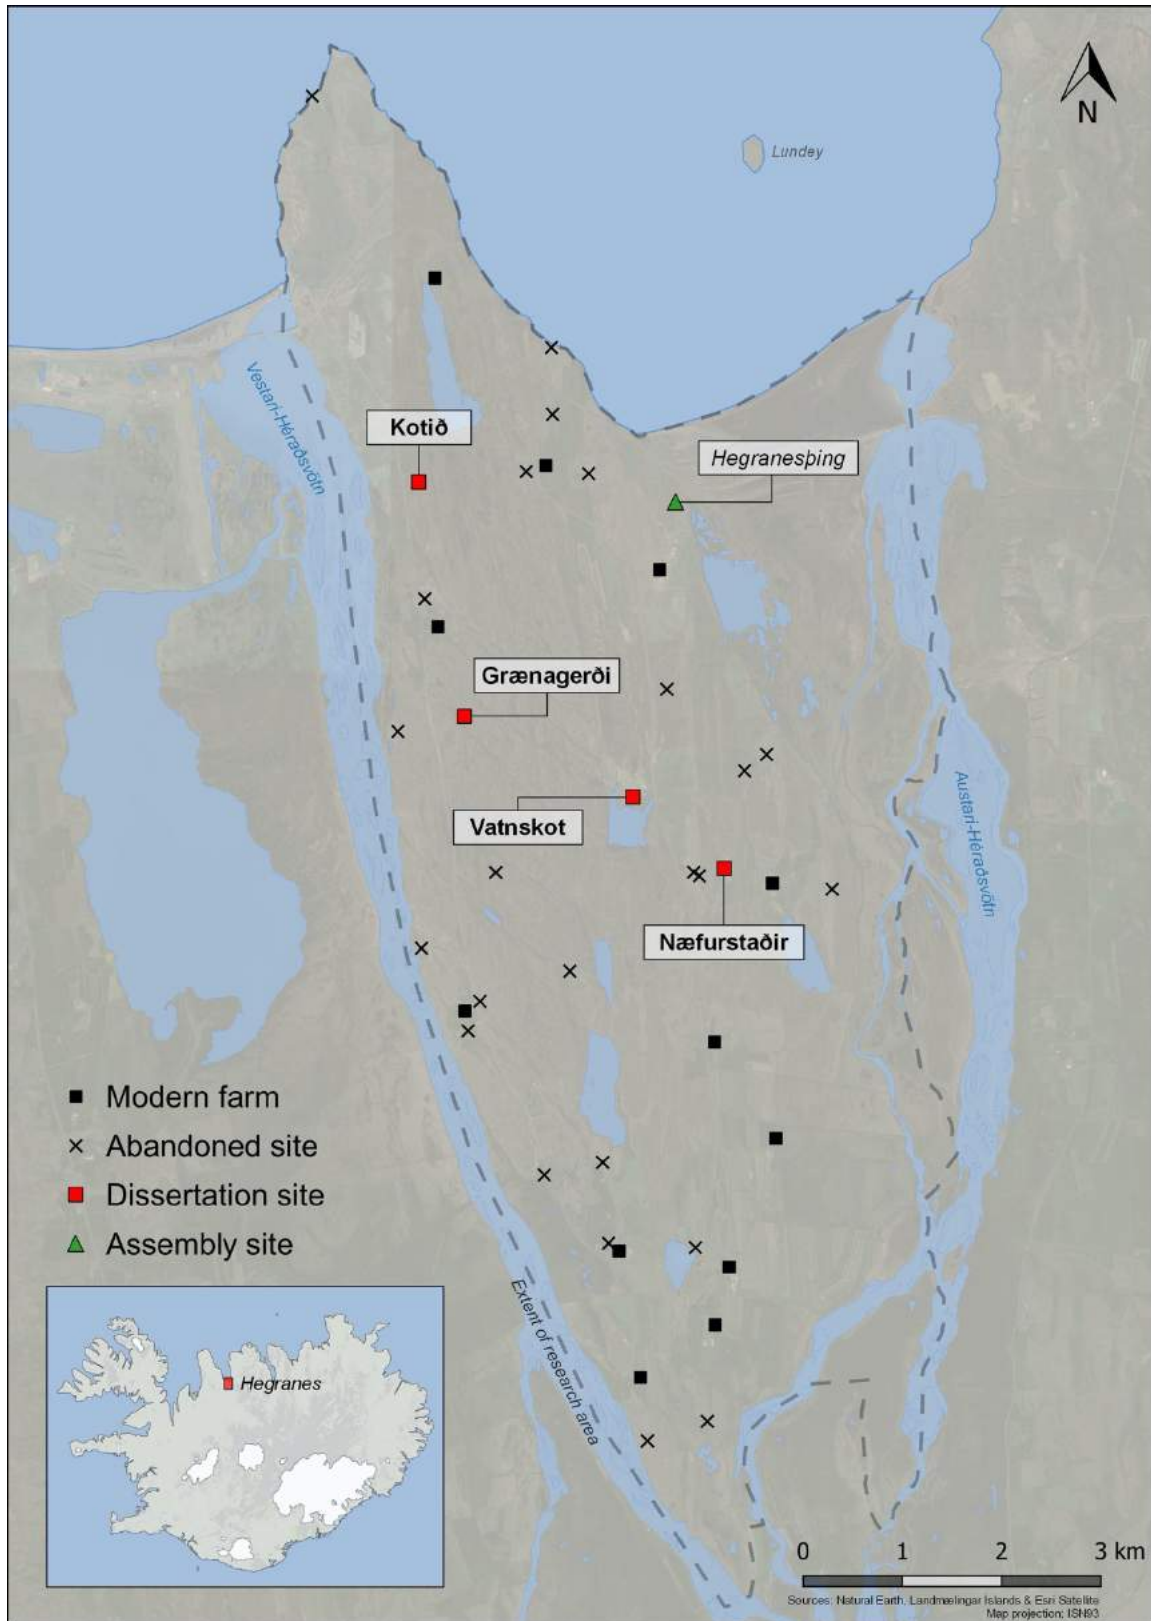 N
Lundey
Vestari-Héraðsvötn
Kotið
Hegranesþing
Grænagerði
Austari-Héraðsvötn
Vatnskot
Næfurstaðir
Modern farm
Abandoned site
Dissertation site
Assembly site
Extent of research area
Hegranes
0 1 2 3 km
Sources: Natural Earth, Landmælingar Íslands & Esri Satellite
Map projection; ISN93